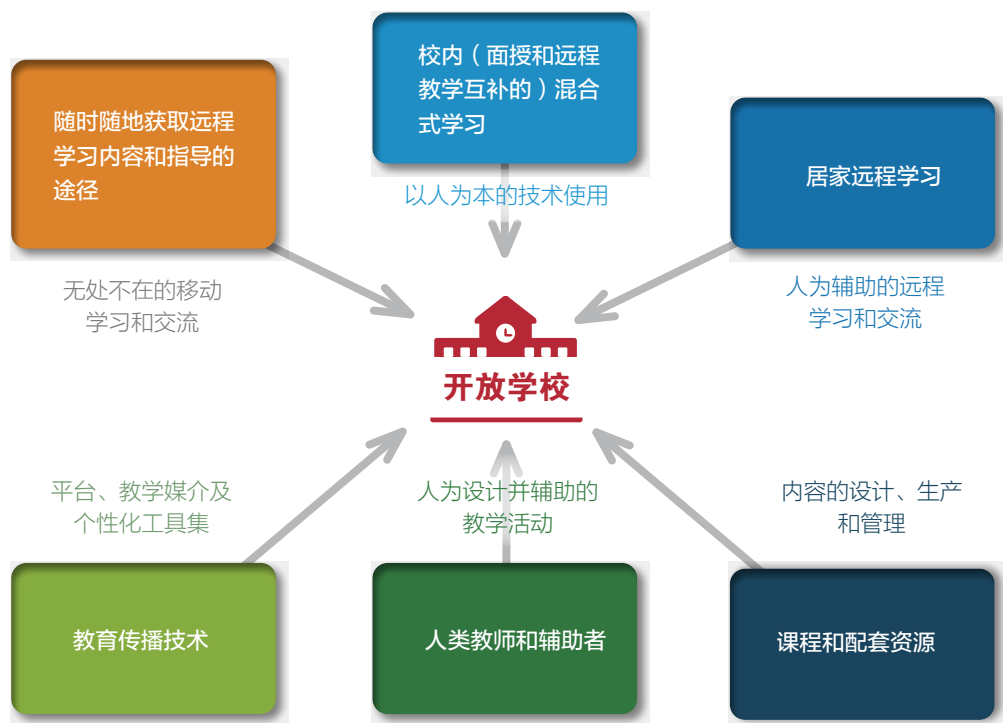 随时随地获取远程
学习内容和指导的
途径
校内（面授和远程
教学互补的）混合
式学习
居家远程学习
以人为本的技术使用
无处不在的移动
学习和交流
人为辅助的远程
学习和交流
开放学校
平台、教学媒介及
个性化工具集
人为设计并辅助的
教学活动
内容的设计、生产
和管理
教育传播技术
人类教师和辅助者
课程和配套资源